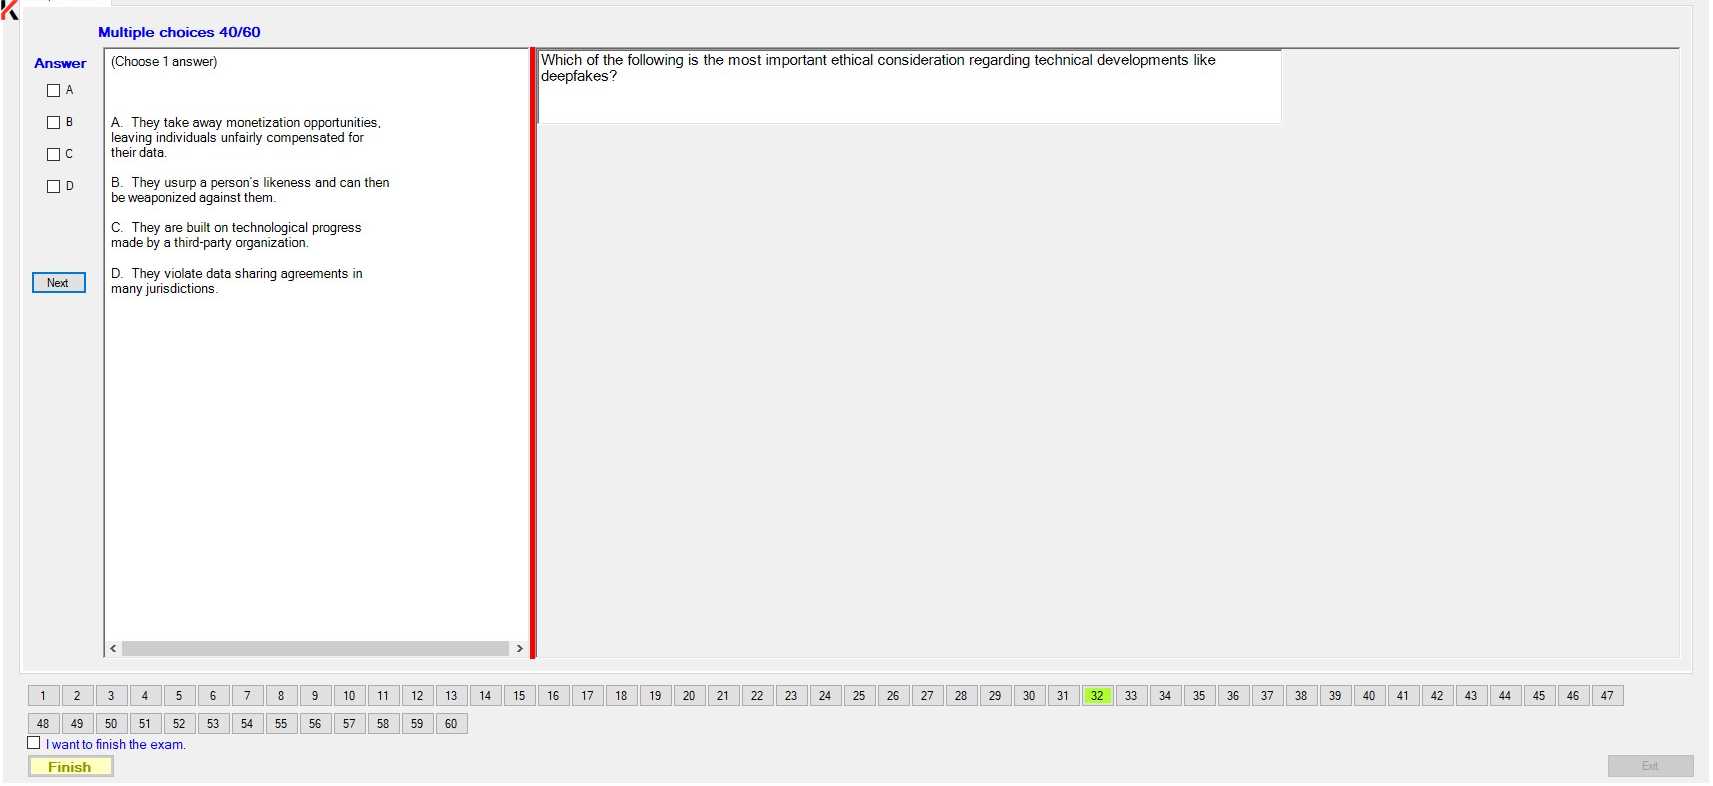 Multiple choices 40/60
Answer
A
B
C
D
Next
(Choose 1 answer)
A. They take away monetization opportunities,
leaving individuals unfairly compensated for
their data.
B. They usurp a person's likeness and can then
be weaponized against them.
C. They are built on technological progress
made by a third-party organization.
D. They violate data sharing agreements in
many jurisdictions.
Which of the following is the most important ethical consideration regarding technical developments like
deepfakes?
1 2 3 4 5 6 7 8 9 10 11 12 13 14 15 16 17 18 19 20 21 22 23 24 25 26 27 28 29 30 31 32 33 34 35 36 37 38 39 40 41 42 43 44 45 46 47
48 49 50 51 52 53 54 55 56 57 58 59 60
I want to finish the exam.
Finish
Exit